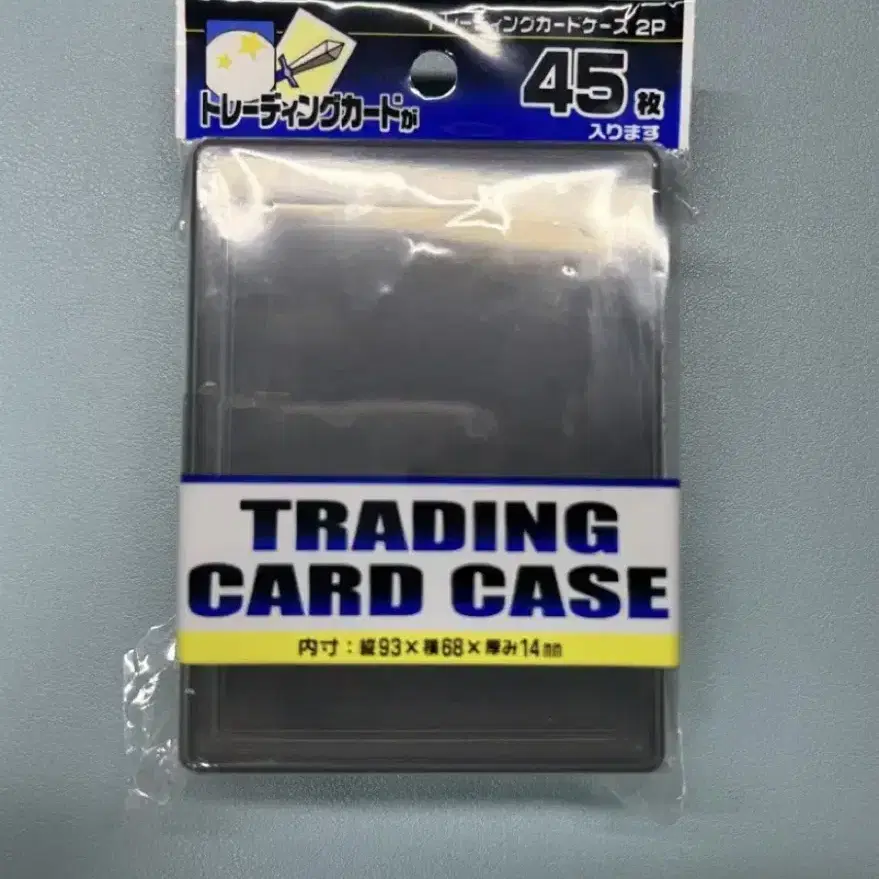 トレーディングカードケース 2P
トレーディングカードが
45枚
入ります
TRADING
CARD CASE
内寸：縦93×横68×厚み14mm